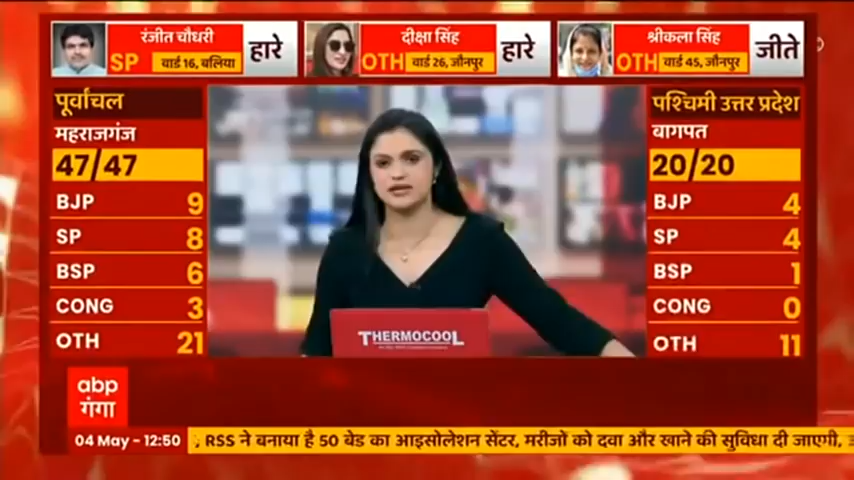 रंजीत चौधरी
SP वार्ड 16, बलिया
हारे
दीक्षा सिंह
OTH वार्ड 26, जौनपुर
हारे
श्रीकला सिंह
OTH वार्ड 45, जौनपुर
जीते
पूर्वांचल
महराजगंज
47/47
BJP 9
SP 8
BSP 6
CONG 3
OTH 21
पश्चिमी उत्तर प्रदेश
बागपत
20/20
BJP 4
SP 4
BSP 1
CONG 0
OTH 11
THERMOCOOL
abp
गंगा
04 May - 12:50
RSS ने बनाया है 50 बेड का आइसोलेशन सेंटर, मरीजों को दवा और खाने की सुविधा दी जाएगी,